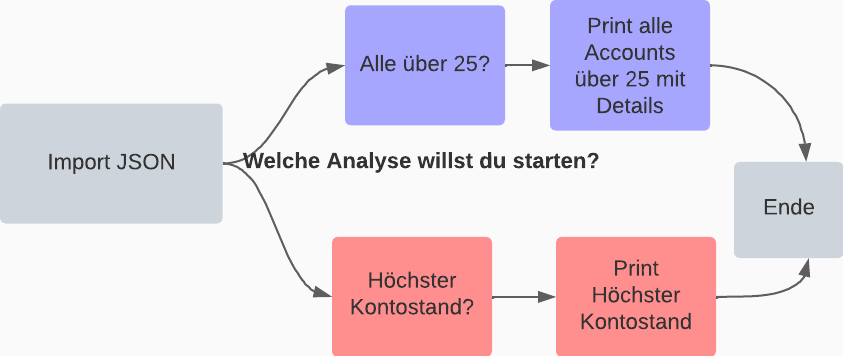 Import JSON
Welche Analyse willst du starten?
Alle über 25?
Print alle
Accounts
über 25 mit
Details
Höchster
Kontostand?
Print
Höchster
Kontostand
Ende